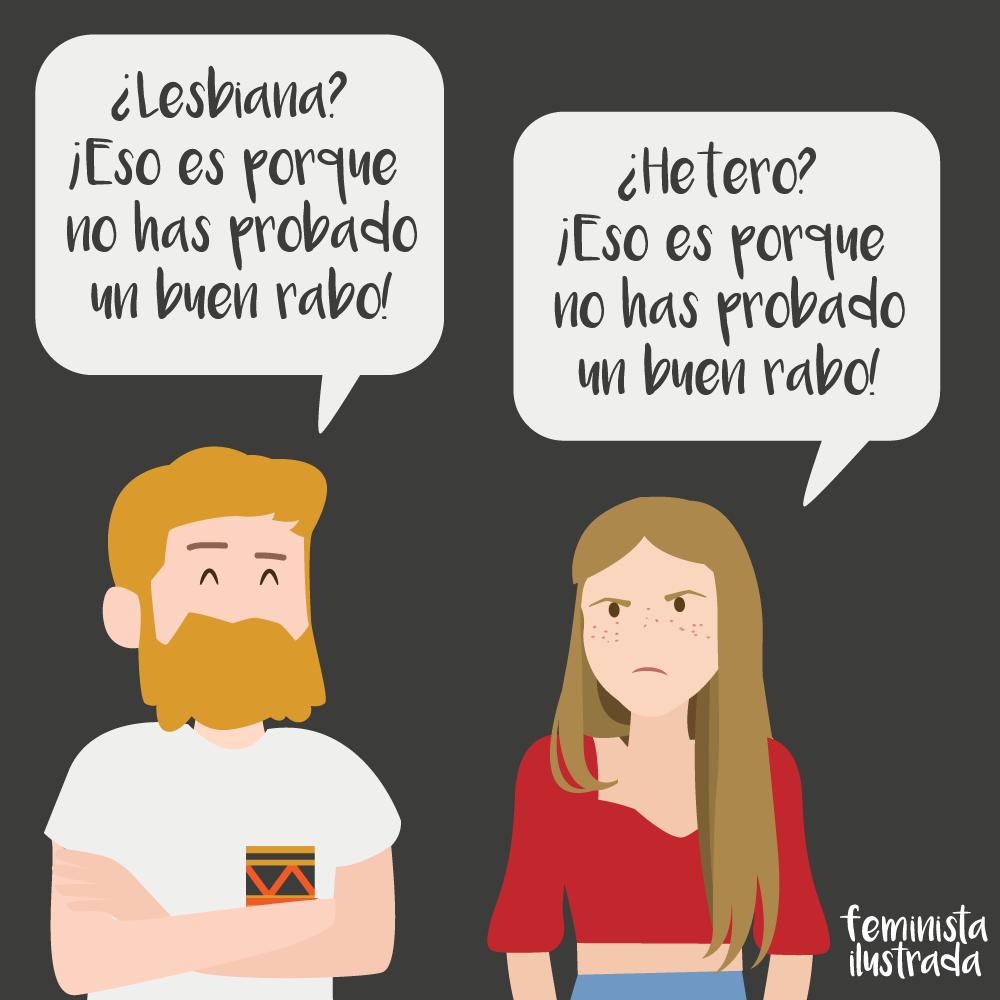 ¿Lesbiana?
¡Eso es porque
no has probado
un buen rabo!
¿Hetero?
¡Eso es porque
no has probado
un buen rabo!
feminista
ilustrada